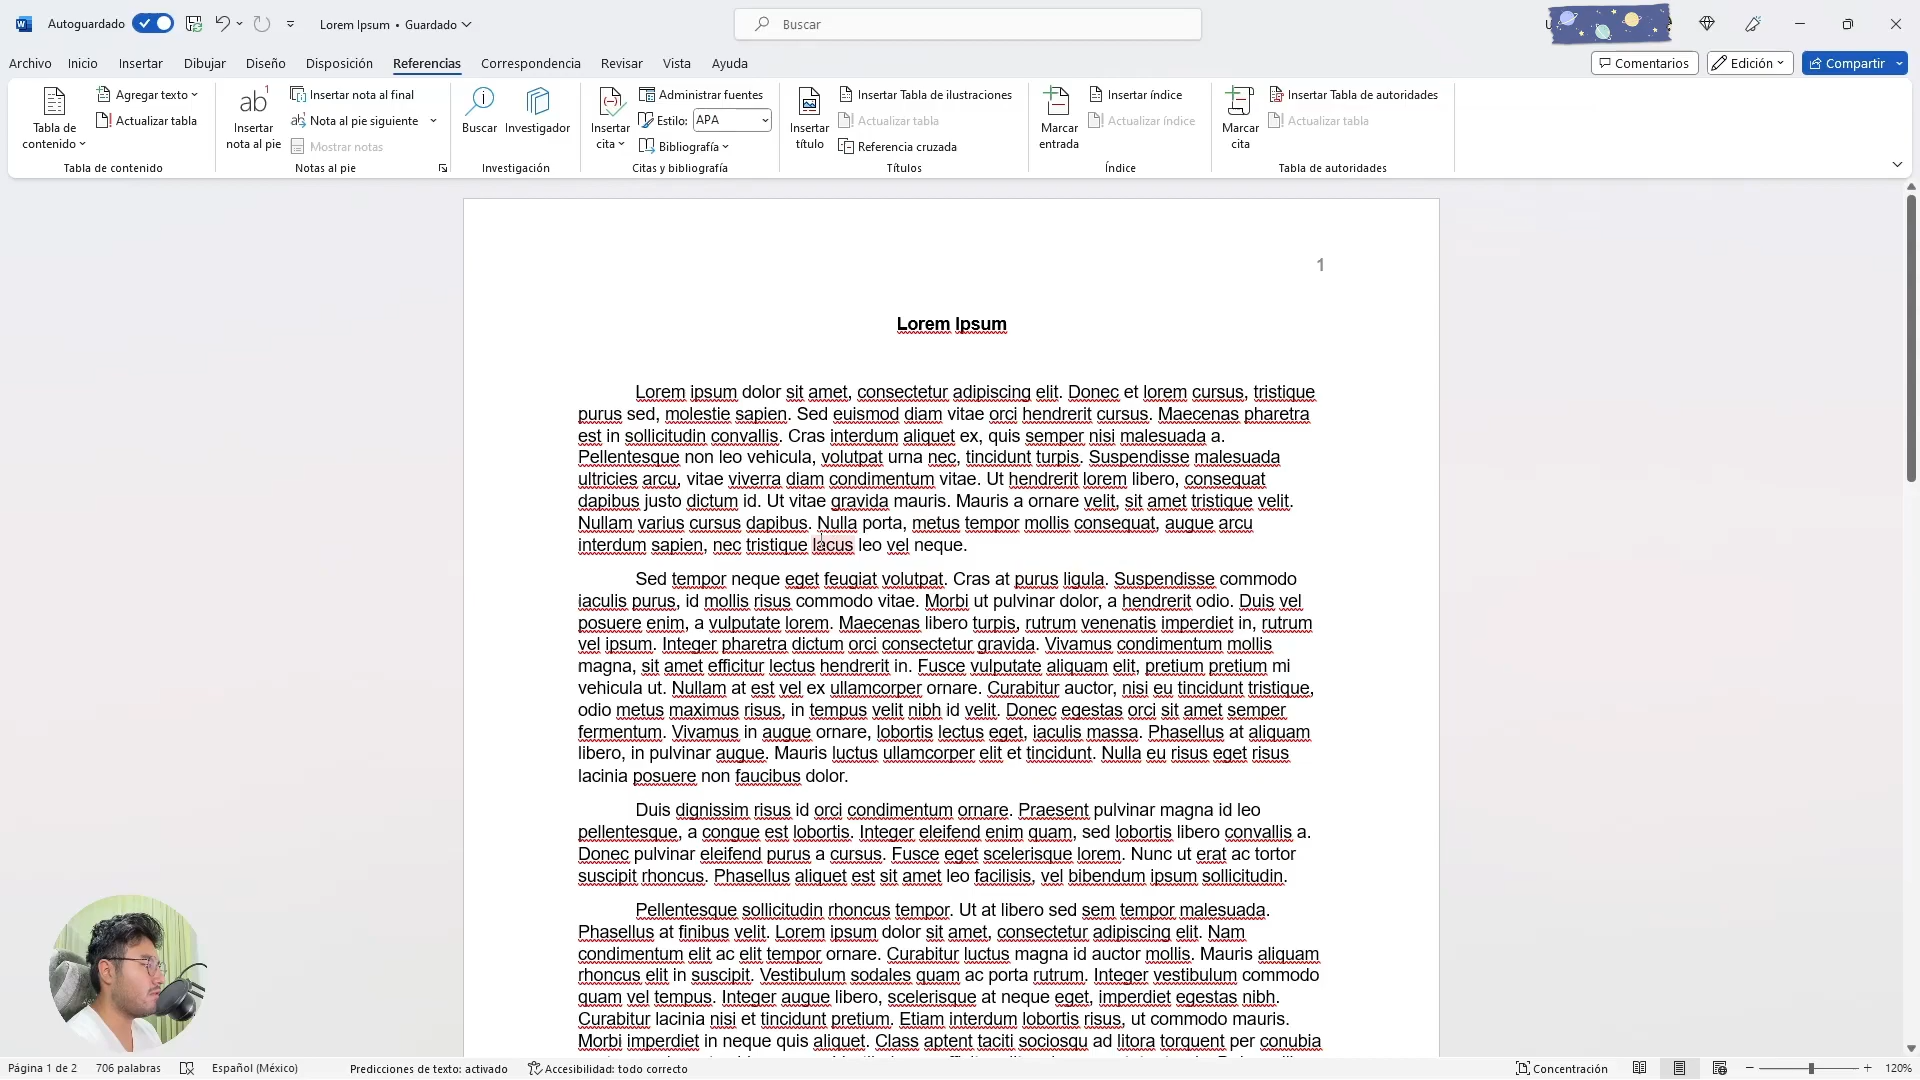 Autoguardado
Lorem Ipsum • Guardado
Buscar
Archivo Inicio Insertar Dibujar Diseño Disposición Referencias Correspondencia Revisar Vista Ayuda
Comentarios Edición Compartir
Tabla de contenido
Agregar texto
Actualizar tabla
Tabla de contenido
Insertar nota al pie
Insertar nota al final
Nota al pie siguiente
Mostrar notas
Notas al pie
Buscar
Investigador
Investigación
Insertar cita
Administrar fuentes
Estilo: APA
Bibliografía
Citas y bibliografía
Insertar título
Insertar Tabla de ilustraciones
Actualizar tabla
Referencia cruzada
Títulos
Marcar entrada
Insertar índice
Actualizar índice
Índice
Marcar cita
Insertar Tabla de autoridades
Actualizar tabla
Tabla de autoridades
1
Lorem Ipsum
Lorem ipsum dolor sit amet, consectetur adipiscing elit. Donec et lorem cursus, tristique
purus sed, molestie sapien. Sed euismod diam vitae orci hendrerit cursus. Maecenas pharetra
est in sollicitudin convallis. Cras interdum aliquet ex, quis semper nisi malesuada a.
Pellentesque non leo vehicula, volutpat urna nec, tincidunt turpis. Suspendisse malesuada
ultricies arcu, vitae viverra diam condimentum vitae. Ut hendrerit lorem libero, consequat
dapibus justo dictum id. Ut vitae gravida mauris. Mauris a ornare velit, sit amet tristique velit.
Nullam varius cursus dapibus. Nulla porta, metus tempor mollis consequat, augue arcu
interdum sapien, nec tristique lacus leo vel neque.
Sed tempor neque eget feugiat volutpat. Cras at purus ligula. Suspendisse commodo
iaculis purus, id mollis risus commodo vitae. Morbi ut pulvinar dolor, a hendrerit odio. Duis vel
posuere enim, a vulputate lorem. Maecenas libero turpis, rutrum venenatis imperdiet in, rutrum
vel ipsum. Integer pharetra dictum orci consectetur gravida. Vivamus condimentum mollis
magna, sit amet efficitur lectus hendrerit in. Fusce vulputate aliquam elit, pretium pretium mi
vehicula ut. Nullam at est vel ex ullamcorper ornare. Curabitur auctor, nisi eu tincidunt tristique,
odio metus maximus risus, in tempus velit nibh id velit. Donec egestas orci sit amet semper
fermentum. Vivamus in augue ornare, lobortis lectus eget, iaculis massa. Phasellus at aliquam
libero, in pulvinar augue. Mauris luctus ullamcorper elit et tincidunt. Nulla eu risus eget risus
lacinia posuere non faucibus dolor.
Duis dignissim risus id orci condimentum ornare. Praesent pulvinar magna id leo
pellentesque, a congue est lobortis. Integer eleifend enim quam, sed lobortis libero convallis a.
Donec pulvinar eleifend purus a cursus. Fusce eget scelerisque lorem. Nunc ut erat ac tortor
suscipit rhoncus. Phasellus aliquet est sit amet leo facilisis, vel bibendum ipsum sollicitudin.
Pellentesque sollicitudin rhoncus tempor. Ut at libero sed sem tempor malesuada.
Phasellus at finibus velit. Lorem ipsum dolor sit amet, consectetur adipiscing elit. Nam
condimentum elit ac elit tempor ornare. Curabitur luctus magna id auctor mollis. Mauris aliquam
rhoncus elit in suscipit. Vestibulum sodales quam ac porta rutrum. Integer vestibulum commodo
quam vel tempus. Integer augue libero, scelerisque at neque eget, imperdiet egestas nibh.
Curabitur lacinia nisi et tincidunt pretium. Etiam interdum lobortis risus, ut commodo mauris.
Morbi imperdiet in neque quis aliquet. Class aptent taciti sociosqu ad litora torquent per conubia
Página 1 de 2 706 palabras Español (México) Predicciones de texto: activado Accesibilidad: todo correcto Concentración 120%